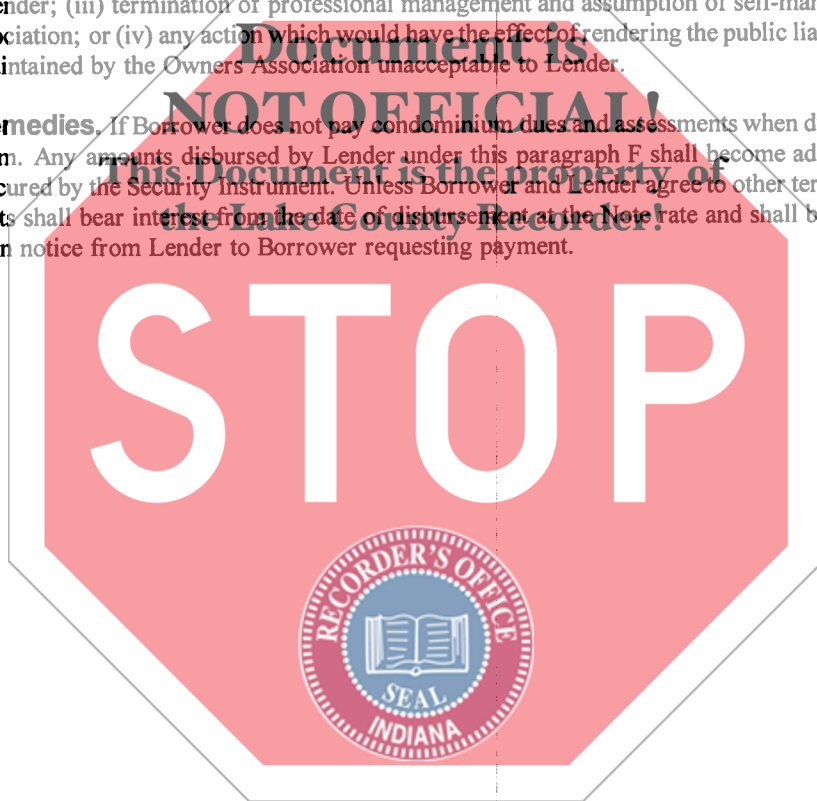 nder; (iii) termination of professional management and assumption of self-mar
ociation; or (iv) any action which would have the effect of rendering the public lia
intained by the Owners Association unacceptable to Lender.
Document is
NOT OFFICIAL!
This Document is the property of
the Lake County Recorder!
medies. If Borrower does not pay condominium dues and assessments when d
n. Any amounts disbursed by Lender under this paragraph F shall become ad
cured by the Security Instrument. Unless Borrower and Lender agree to other ter
ts shall bear interest from the date of disbursement at the Note rate and shall b
n notice from Lender to Borrower requesting payment.
STOP
RECORDER'S OFFICE
SEAL
INDIANA